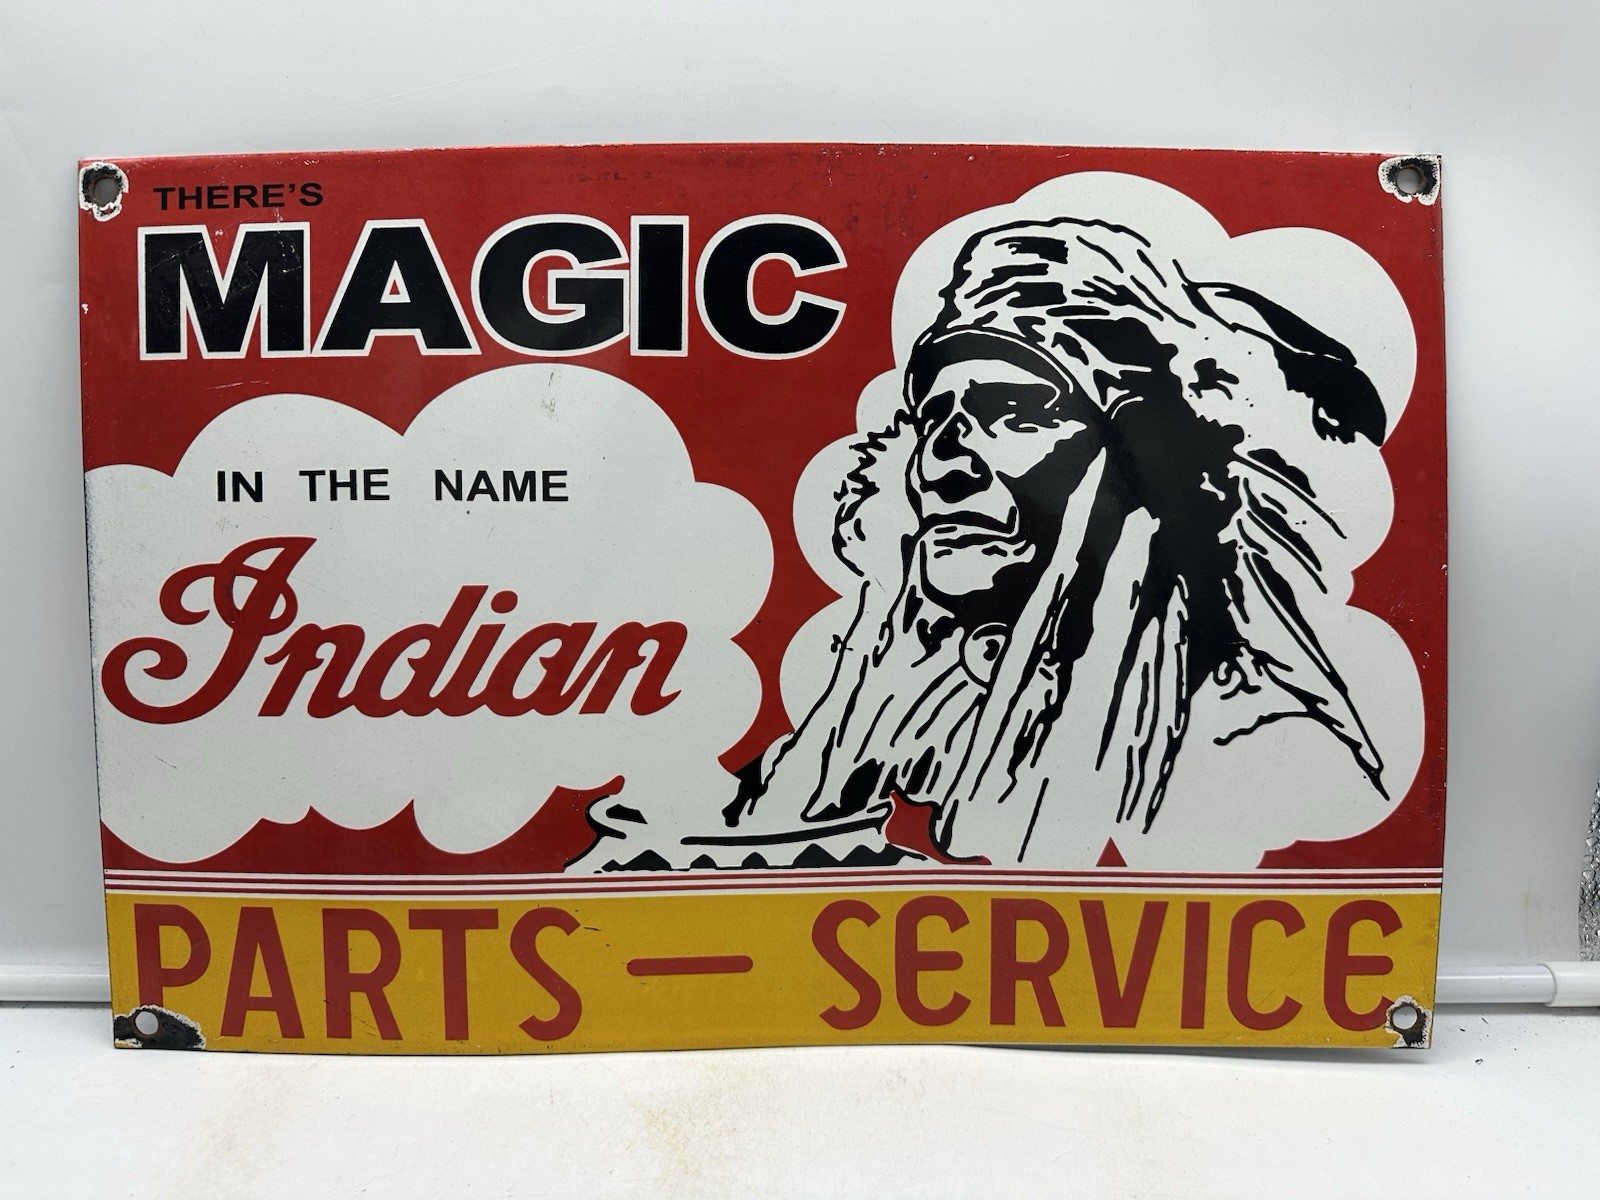 THERE'S
MAGIC
IN THE NAME
Indian
PARTS — SERVICE